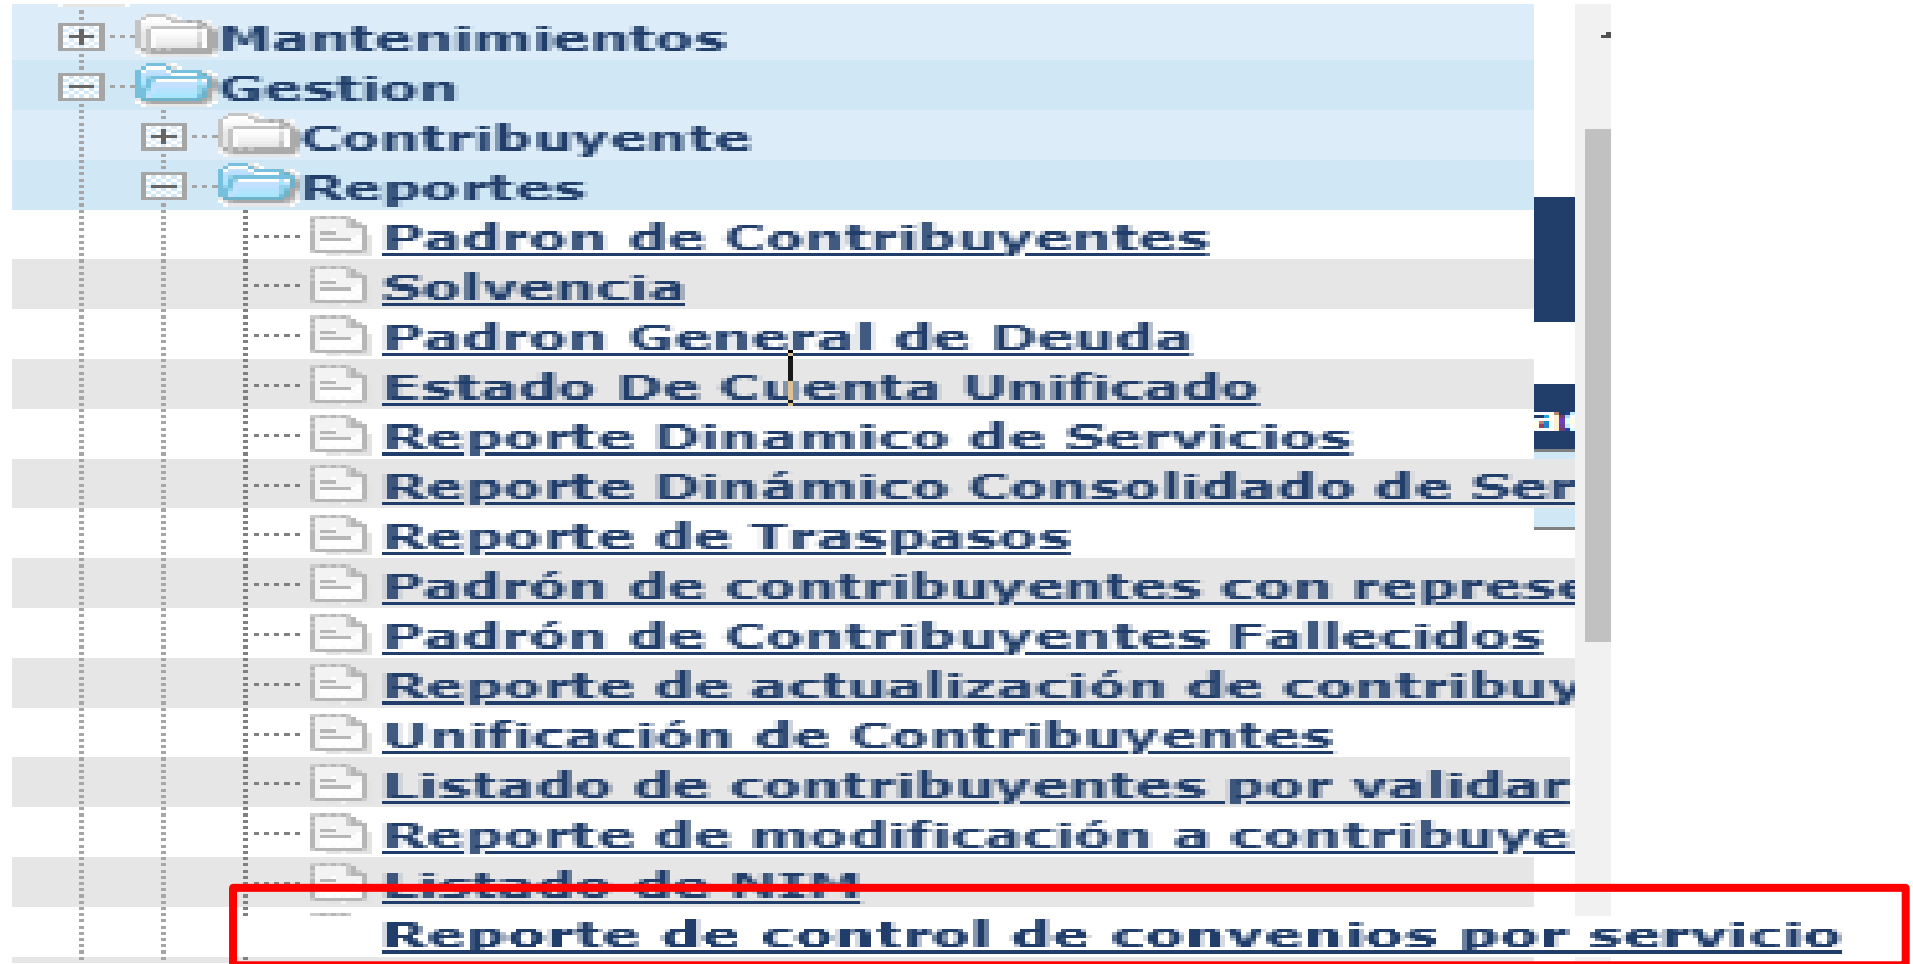 Mantenimientos
Gestion
Contribuyente
Reportes
Padron de Contribuyentes
Solvencia
Padron General de Deuda
Estado De Cuenta Unificado
Reporte Dinamico de Servicios
Reporte Dinámico Consolidado de Ser
Reporte de Traspasos
Padrón de contribuyentes con represe
Padrón de Contribuyentes Fallecidos
Reporte de actualización de contribuy
Unificación de Contribuyentes
Listado de contribuyentes por validar
Reporte de modificación a contribuye
Listado de NIM
Reporte de control de convenios por servicio